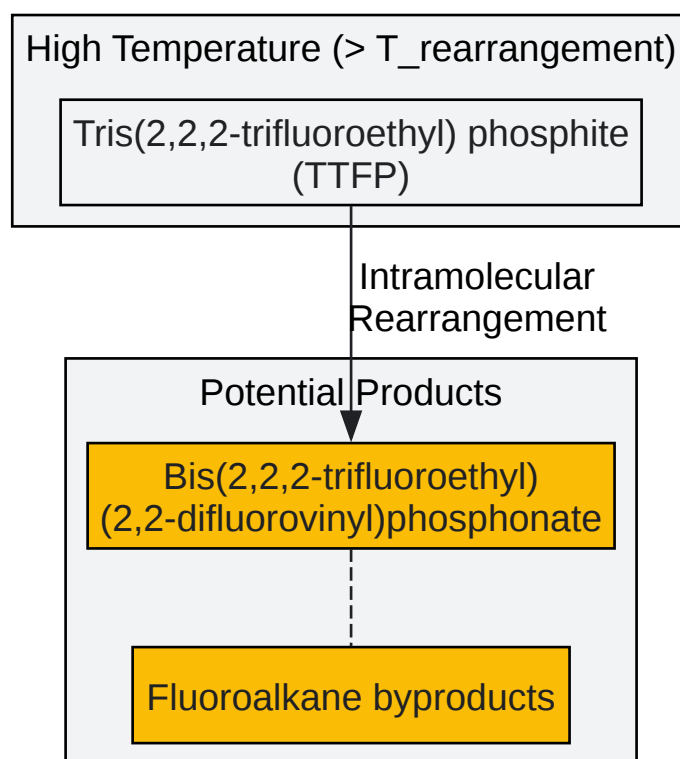 High Temperature (> T_rearrangement)
Tris(2,2,2-trifluoroethyl) phosphite
(TTFP)
Intramolecular
Rearrangement
Potential Products
Bis(2,2,2-trifluoroethyl)
(2,2-difluorovinyl)phosphonate
Fluoroalkane byproducts